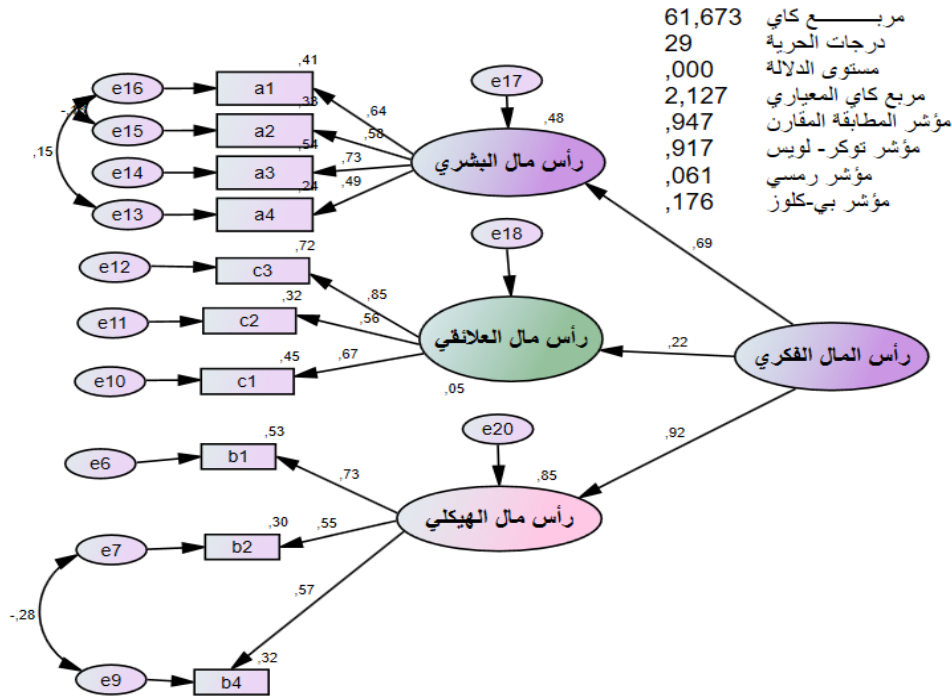 مربـــــع كاي 61,673
درجات الحرية 29
مستوى الدلالة ,000
مربع كاي المعياري 2,127
مؤشر المطابقة المقارن ,947
مؤشر توكر- لويس ,917
مؤشر رمسي ,061
مؤشر بي-كلوز ,176
e17
,48
رأس مال البشري
,41
e16
a1
,64
,33
e15
a2
,58
,54
e14
a3
,73
,24
e13
a4
,49
,15
,69
e18
رأس مال العلائقي
,05
,72
e12
c3
,85
,32
e11
c2
,56
,45
e10
c1
,67
,22
رأس المال الفكري
,92
e20
,85
رأس مال الهيكلي
,53
e6
b1
,73
,30
e7
b2
,55
-,28
,57
,32
e9
b4